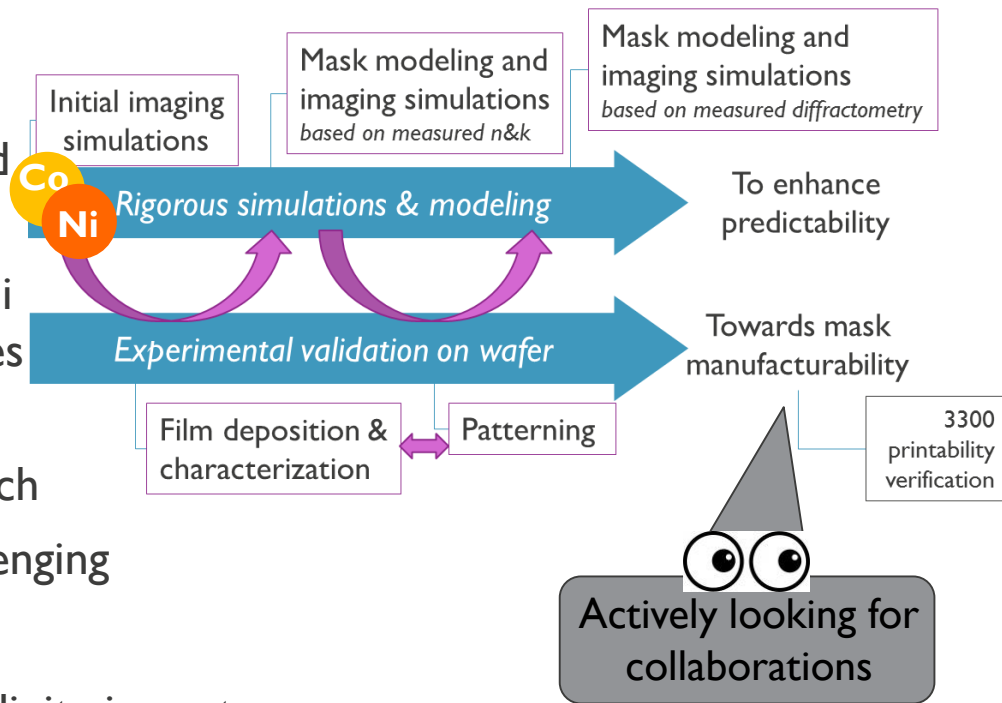 Initial imaging
simulations
Mask modeling and
imaging simulations
based on measured n&k
Mask modeling and
imaging simulations
based on measured diffractometry
Co
Ni
Rigorous simulations & modeling
To enhance
predictability
Experimental validation on wafer
Towards mask
manufacturability
Film deposition &
characterization
Patterning
3300
printability
verification
Actively looking for
collaborations